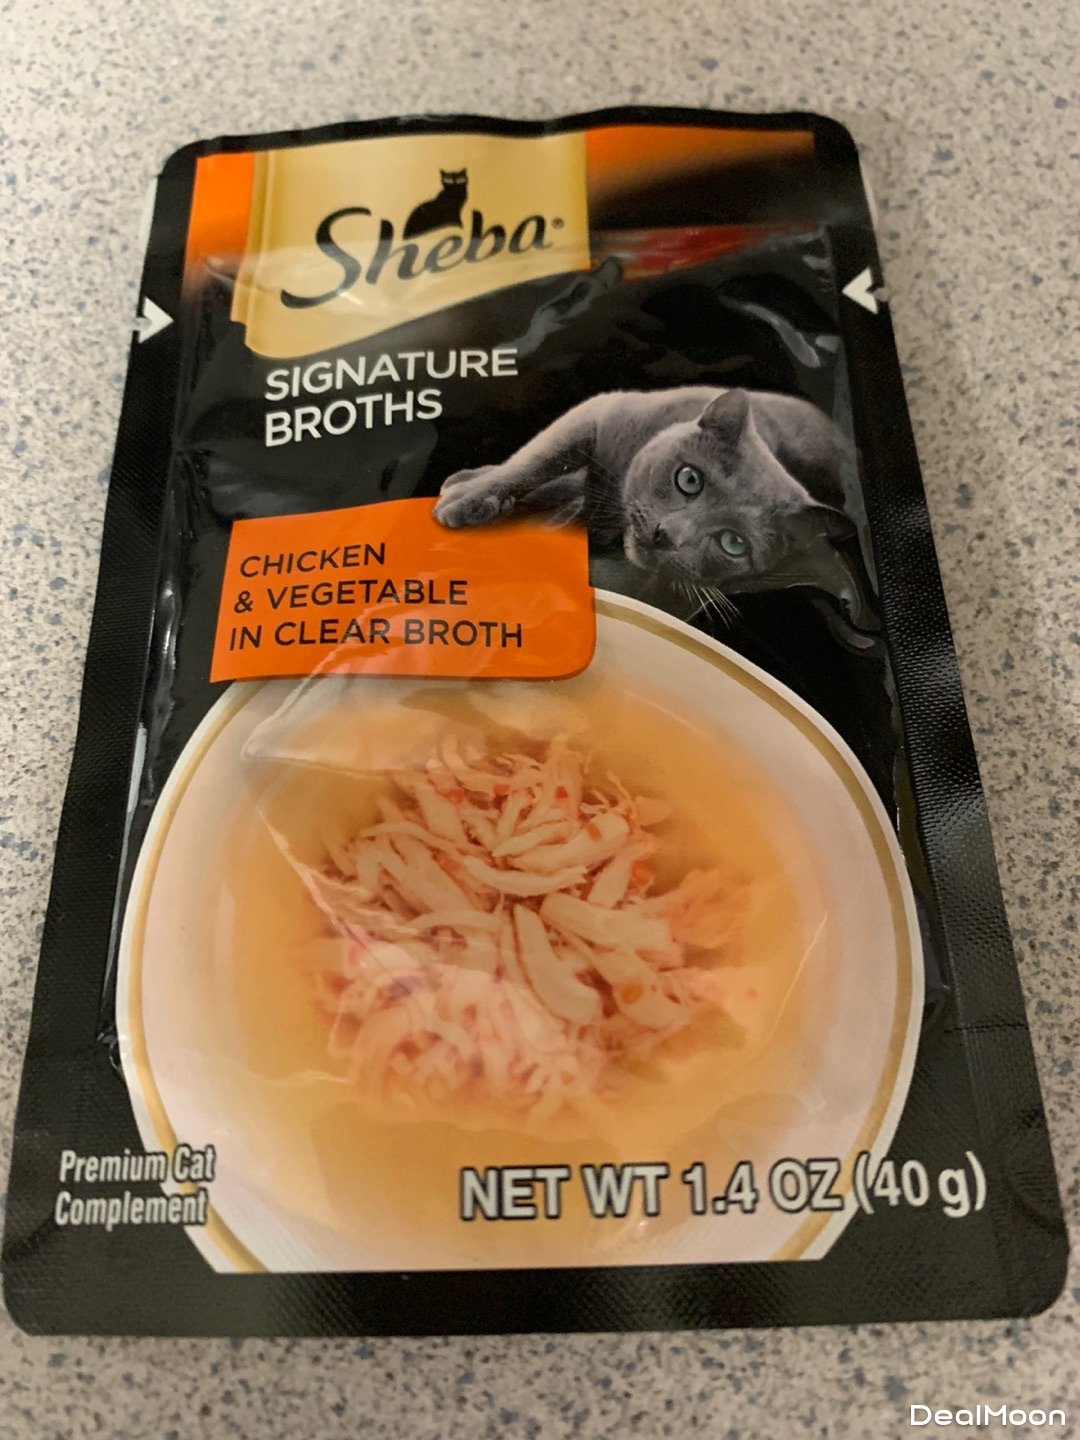 Sheba®
SIGNATURE
BROTHS
CHICKEN
& VEGETABLE
IN CLEAR BROTH
Premium Cat
Complement
NET WT 1.4 OZ (40 g)
DealMoon